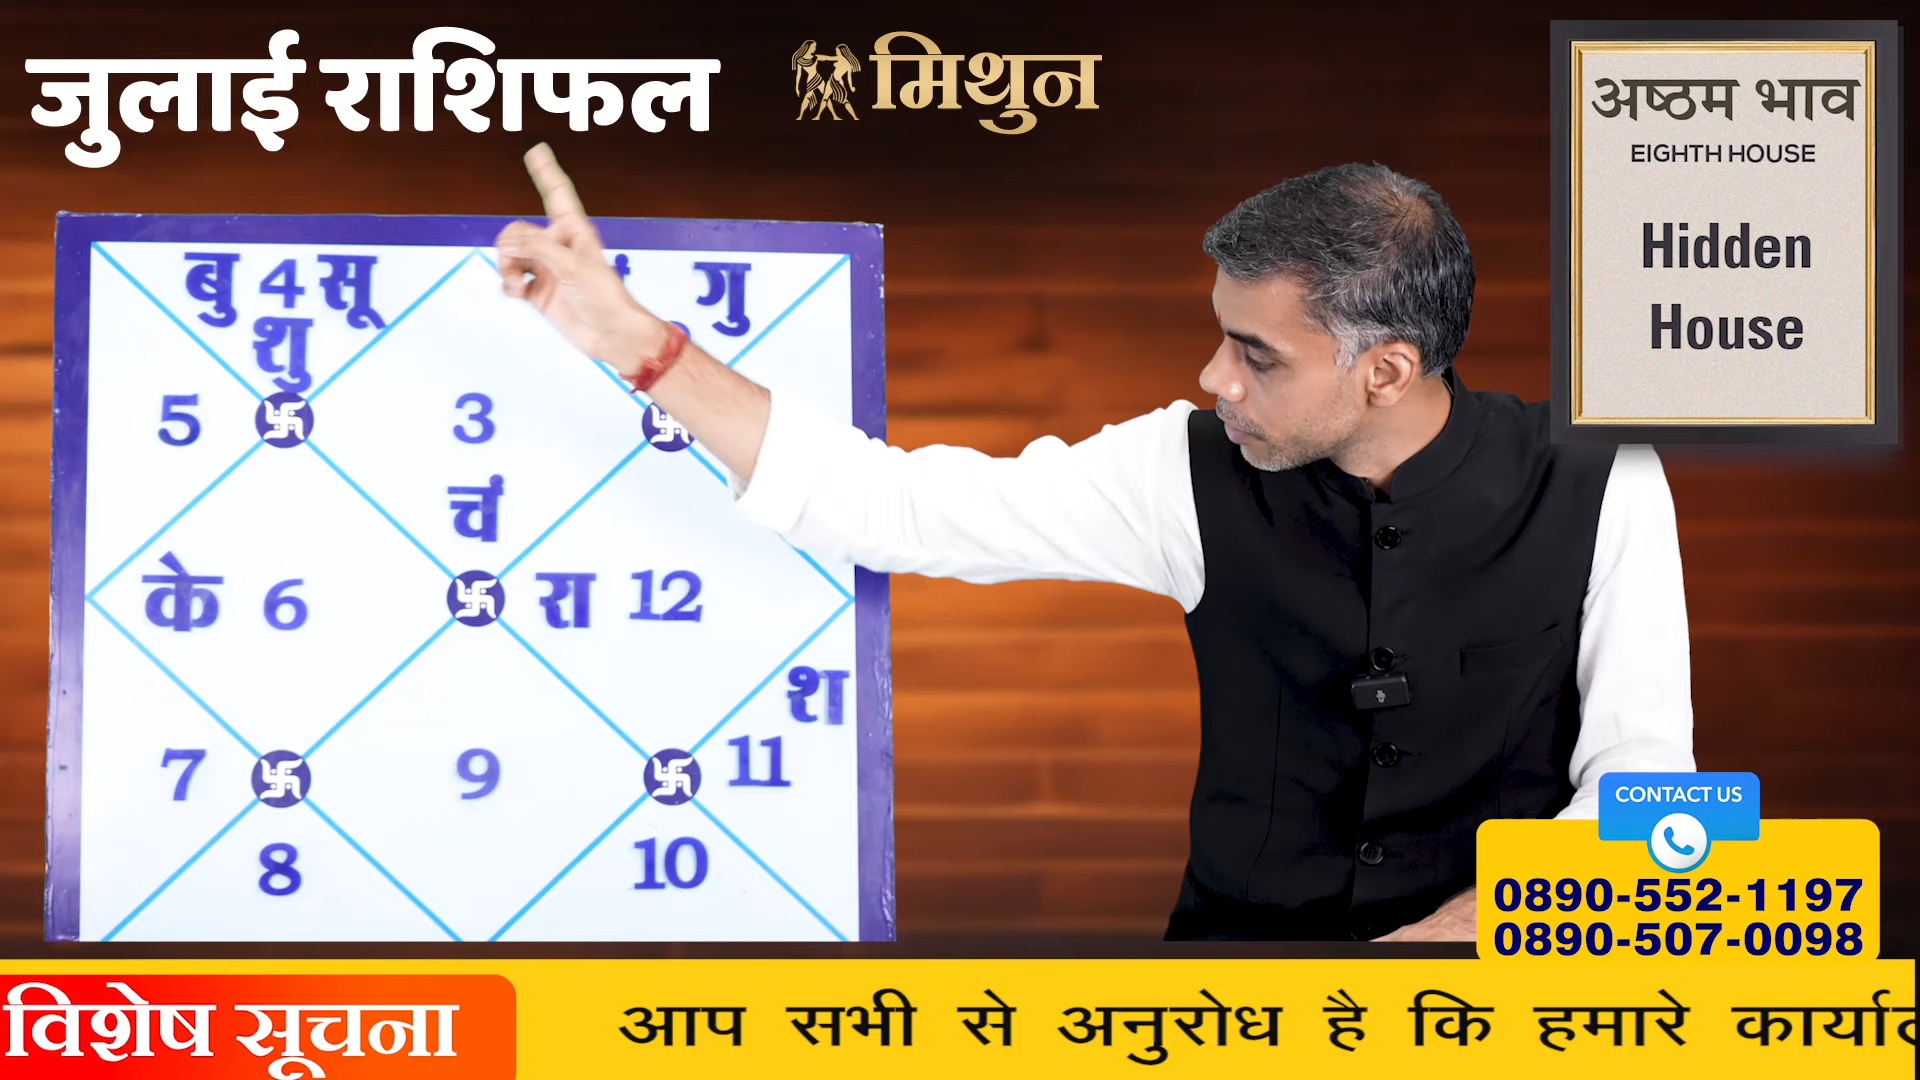 जुलाई राशिफल
मिथुन
अष्ठम भाव
EIGHTH HOUSE
Hidden
House
बु 4 सू
शु
गु
5
3
चं
के 6
रा 12
श
7
9
11
8
10
CONTACT US
0890-552-1197
0890-507-0098
विशेष सूचना
आप सभी से अनुरोध है कि हमारे